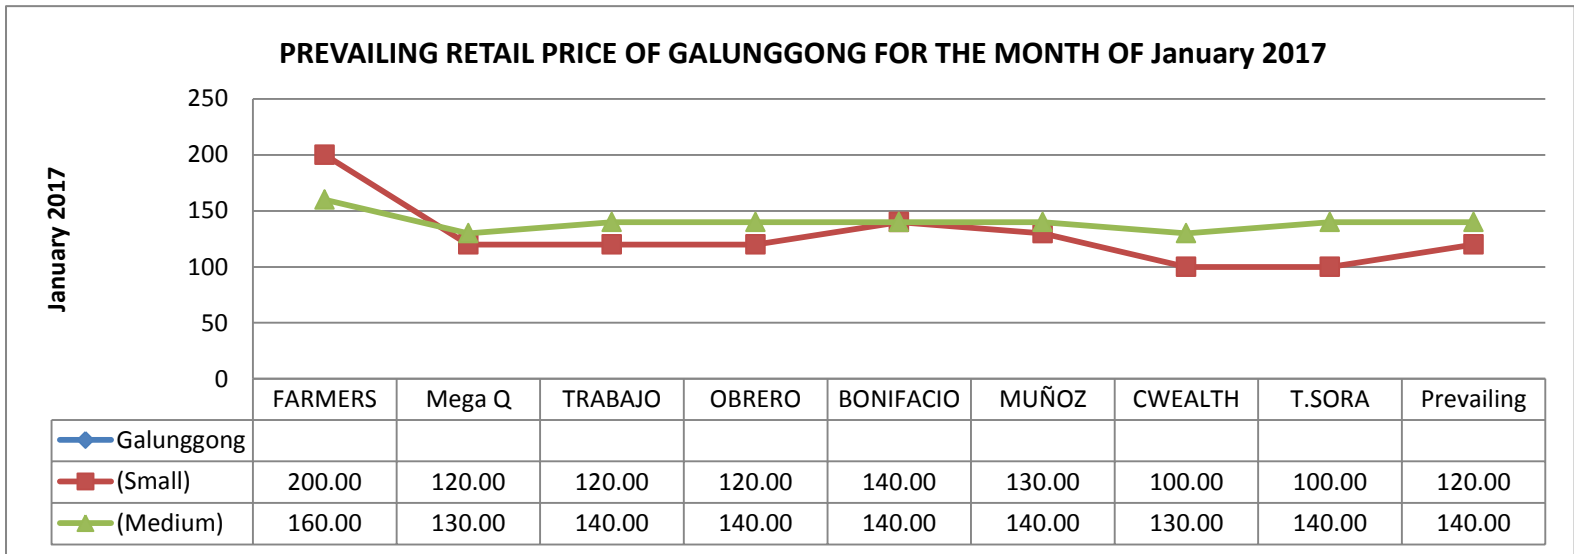 PREVAILING RETAIL PRICE OF GALUNGGONG FOR THE MONTH OF January 2017
January 2017
250
200
150
100
50
0
FARMERS Mega Q TRABAJO OBRERO BONIFACIO MUÑOZ CWEALTH T.SORA Prevailing
Galunggong
(Small) 200.00 120.00 120.00 120.00 140.00 130.00 100.00 100.00 120.00
(Medium) 160.00 130.00 140.00 140.00 140.00 140.00 130.00 140.00 140.00